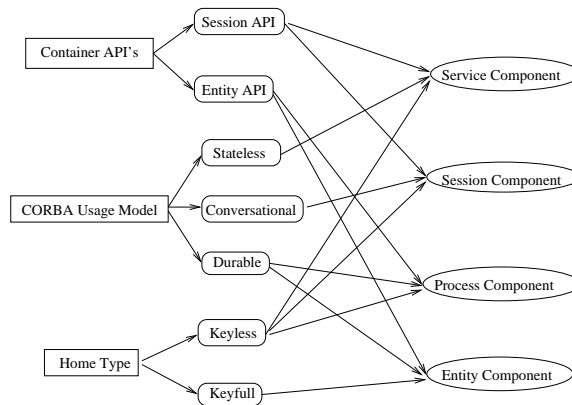 Session API
Container API's
Service Component
Entity API
Stateless
Session Component
CORBA Usage Model
Conversational
Durable
Process Component
Keyless
Home Type
Entity Component
Keyfull